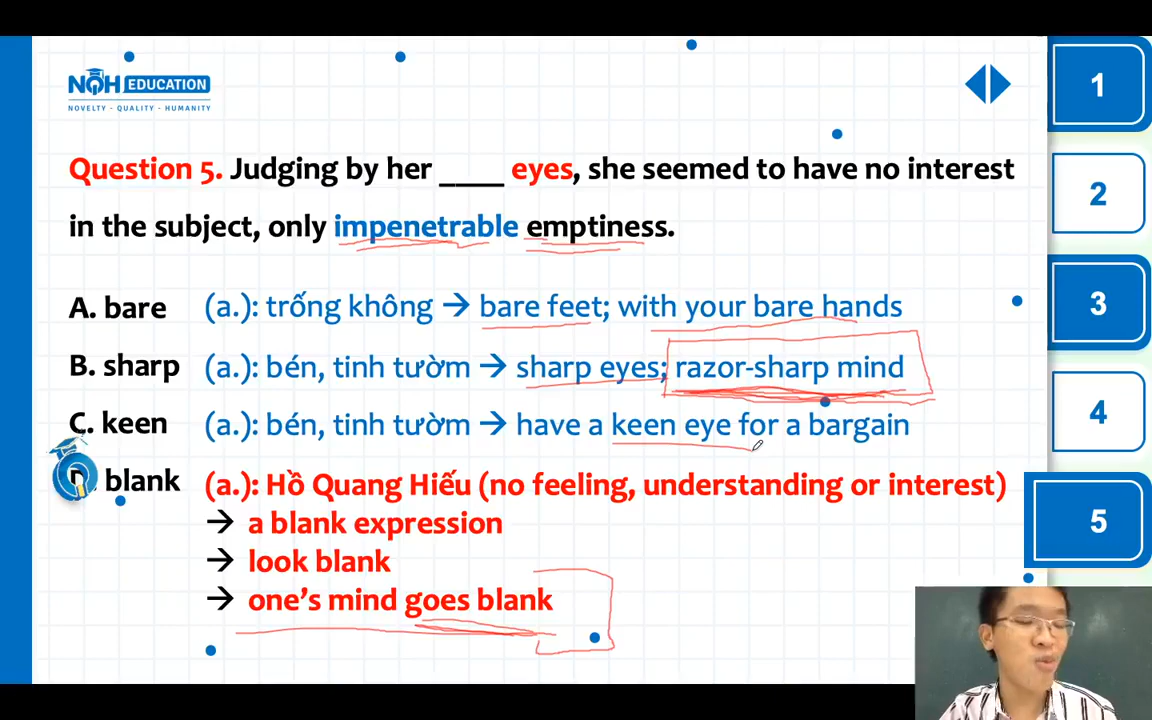 NQH EDUCATION
NOVELTY - QUALITY - HUMANITY
Question 5. Judging by her ____ eyes, she seemed to have no interest
in the subject, only impenetrable emptiness.
A. bare (a.): trống không → bare feet; with your bare hands
B. sharp (a.): bén, tinh tườm → sharp eyes; razor-sharp mind
C. keen (a.): bén, tinh tườm → have a keen eye for a bargain
D. blank (a.): Hồ Quang Hiếu (no feeling, understanding or interest)
→ a blank expression
→ look blank
→ one's mind goes blank
1
2
3
4
5